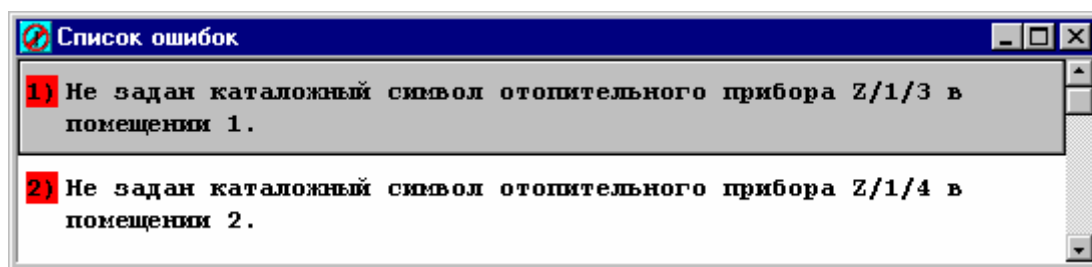 Список ошибок
1) Не задан каталожный символ отопительного прибора Z/1/3 в
помещении 1.
2) Не задан каталожный символ отопительного прибора Z/1/4 в
помещении 2.